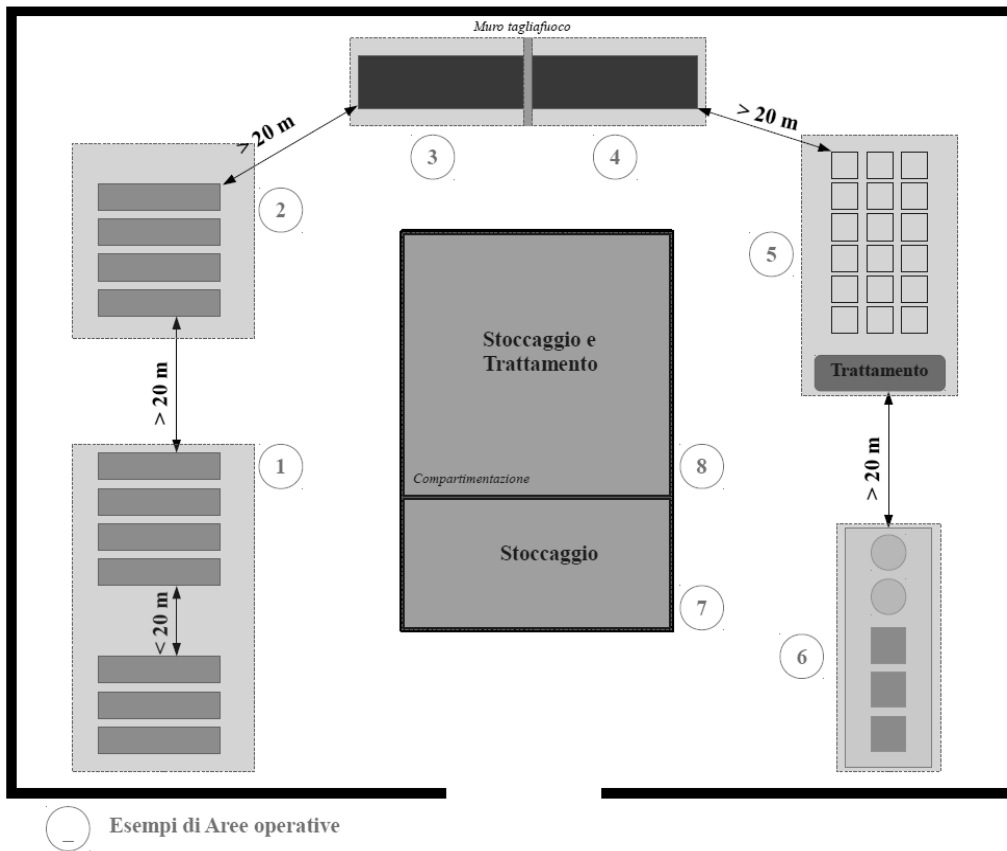 Muro tagliafuoco
> 20 m
> 20 m
3
4
2
5
Stoccaggio e
Trattamento
Trattamento
> 20 m
1
8
> 20 m
Compartimentazione
Stoccaggio
< 20 m
7
6
_
Esempi di Aree operative